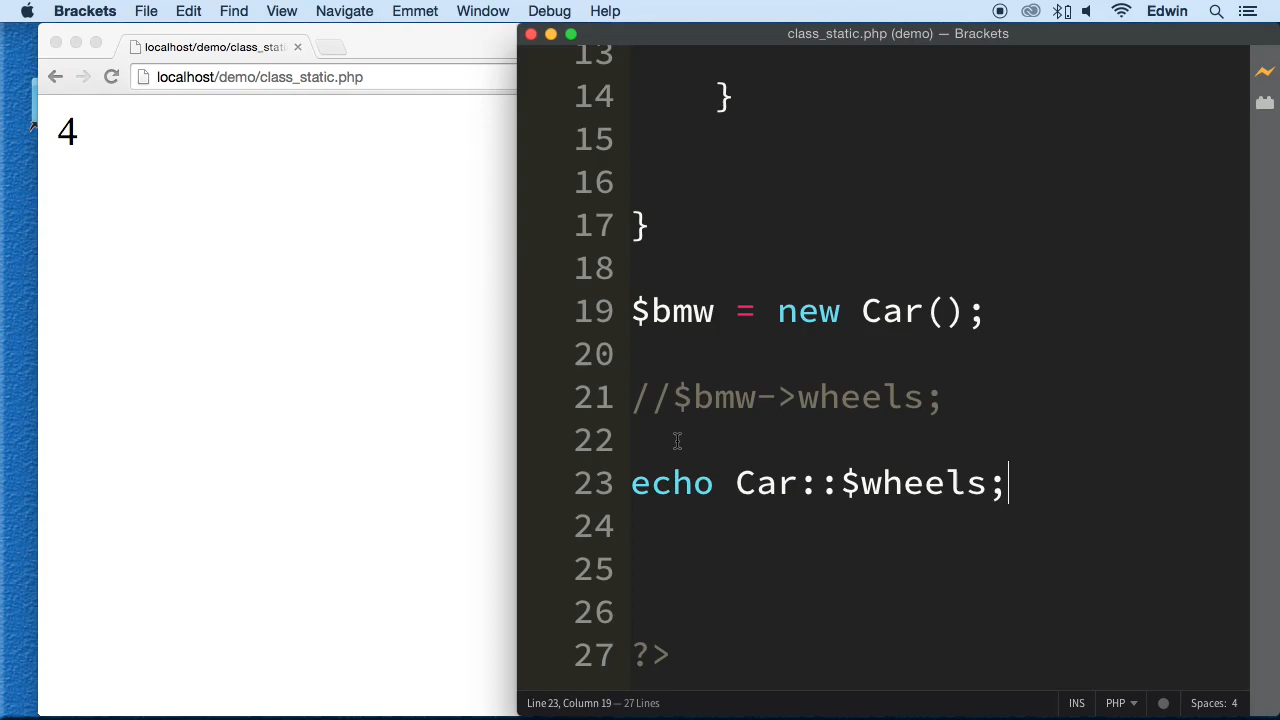 Brackets File Edit Find View Navigate Emmet Window Debug Help Edwin
class_static.php (demo) — Brackets
localhost/demo/class_stati
localhost/demo/class_static.php
4
13
14 }
15
16
17 }
18
19 $bmw = new Car();
20
21 //$bmw->wheels;
22
23 echo Car::$wheels;
24
25
26
27 ?>
Line 23, Column 19 — 27 Lines INS PHP Spaces: 4